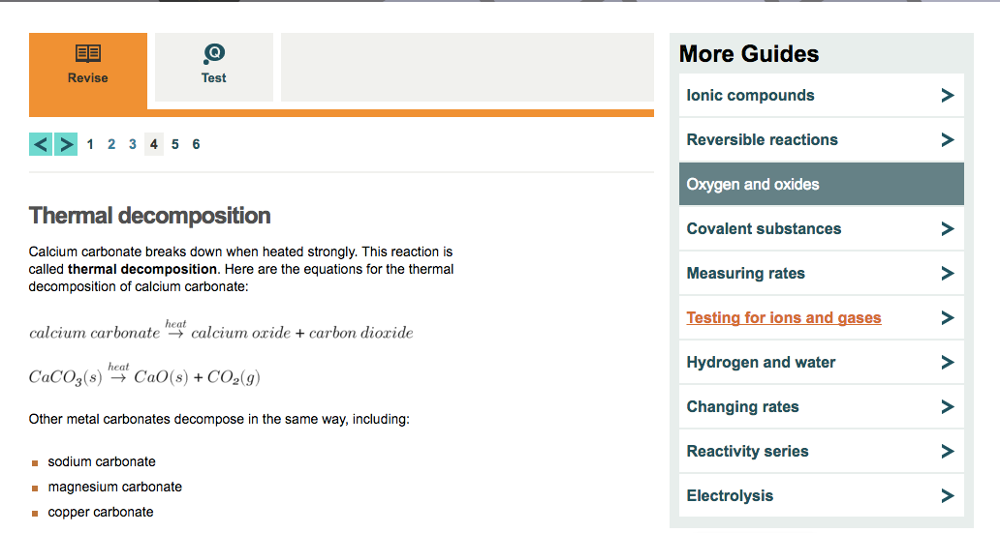 Revise
Test
< > 1 2 3 4 5 6
Thermal decomposition
Calcium carbonate breaks down when heated strongly. This reaction is
called thermal decomposition. Here are the equations for the thermal
decomposition of calcium carbonate:
calcium carbonate \overset{heat}{→} calcium oxide + carbon dioxide
CaCO₃(s) \overset{heat}{→} CaO(s) + CO₂(g)
Other metal carbonates decompose in the same way, including:
sodium carbonate
magnesium carbonate
copper carbonate
More Guides
Ionic compounds
Reversible reactions
Oxygen and oxides
Covalent substances
Measuring rates
Testing for ions and gases
Hydrogen and water
Changing rates
Reactivity series
Electrolysis